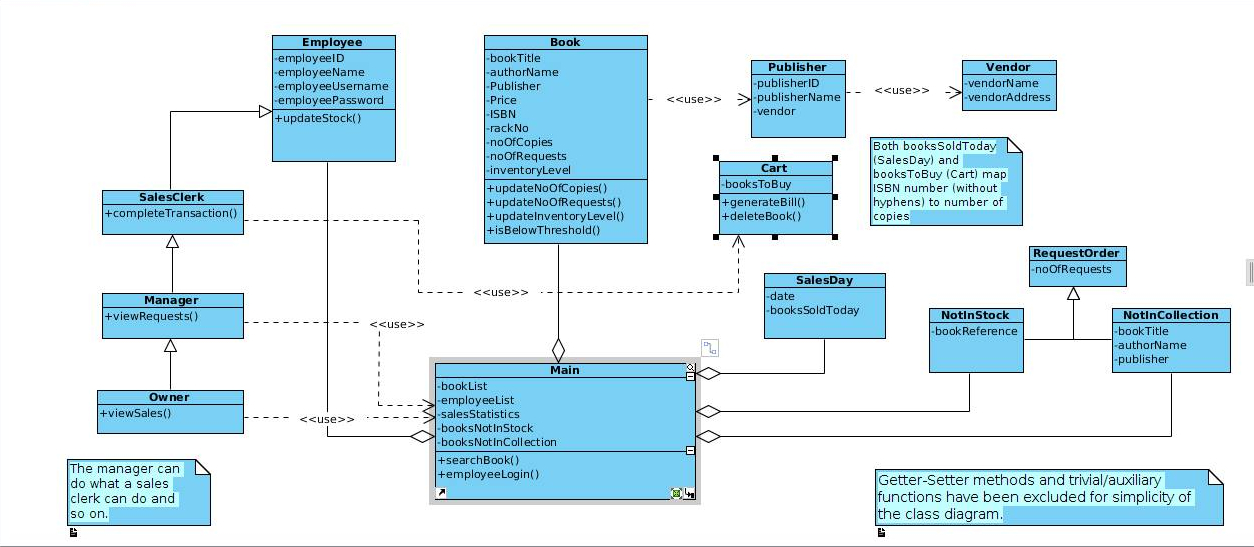 Employee
-employeeID
-employeeName
-employeeUsername
-employeePassword
+updateStock()
Book
-bookTitle
-authorName
-Publisher
-Price
-ISBN
-rackNo
-noOfCopies
-noOfRequests
-inventoryLevel
+updateNoOfCopies()
+updateNoOfRequests()
+updateInventoryLevel()
+isBelowThreshold()
<<use>>
Publisher
-publisherID
-publisherName
-vendor
<<use>>
Vendor
-vendorName
-vendorAddress
Both booksSoldToday
(SalesDay) and
booksToBuy (Cart) map
ISBN number (without
hyphens) to number of
copies
Cart
-booksToBuy
+generateBill()
+deleteBook()
SalesClerk
+completeTransaction()
<<use>>
RequestOrder
-noOfRequests
SalesDay
-date
-booksSoldToday
Manager
+viewRequests()
<<use>>
NotInStock
-bookReference
NotInCollection
-bookTitle
-authorName
-publisher
Main
-bookList
-employeeList
-salesStatistics
-booksNotInStock
-booksNotInCollection
+searchBook()
+employeeLogin()
Owner
+viewSales()
<<use>>
The manager can
do what a sales
clerk can do and
so on.
Getter-Setter methods and trivial/auxiliary
functions have been excluded for simplicity of
the class diagram.